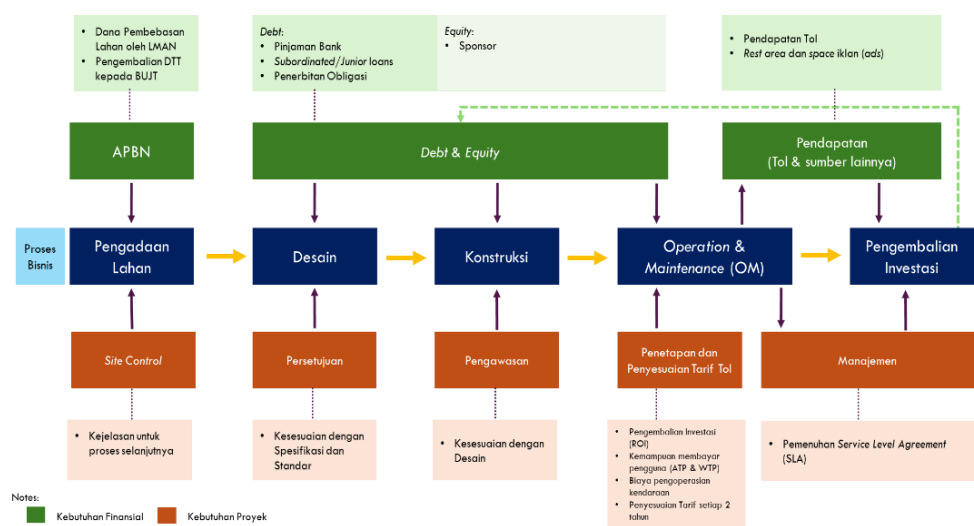 • Dana Pembebasan
Lahan oleh LMAN
• Pengembalian DTT
kepada BUJT
Debt:
• Pinjaman Bank
• Subordinated/Junior loans
• Penerbitan Obligasi
Equity:
• Sponsor
• Pendapatan Tol
• Rest area dan space iklan (ads)
APBN
Debt & Equity
Pendapatan
(Tol & sumber lainnya)
Proses
Bisnis
Pengadaan
Lahan
Desain
Konstruksi
Operation &
Maintenance (OM)
Pengembalian
Investasi
Site Control
Persetujuan
Pengawasan
Penetapan dan
Penyesuaian Tarif Tol
Manajemen
• Kejelasan untuk
proses selanjutnya
• Kesesuaian dengan
Spesifikasi dan
Standar
• Kesesuaian dengan
Desain
• Pengembalian Investasi
(ROI)
• Kemampuan membayar
pengguna (ATP & WTP)
• Biaya pengoperasian
kendaraan
• Penyesuaian Tarif setiap 2
tahun
• Pemenuhan Service Level Agreement
(SLA)
Notes:
Kebutuhan Finansial
Kebutuhan Proyek